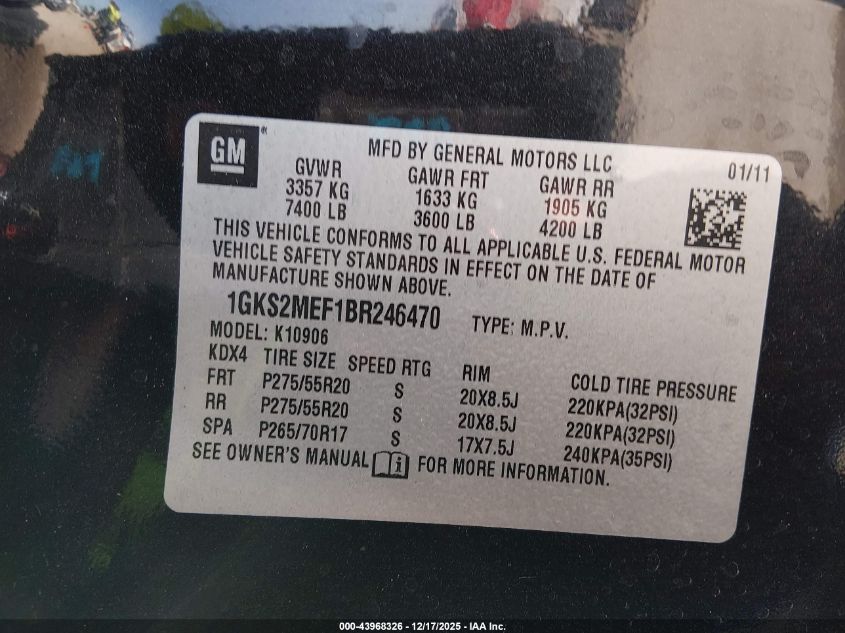 GM
®
MFD BY GENERAL MOTORS LLC
01/11
GVWR GAWR FRT GAWR RR
3357 KG 1633 KG 1905 KG
7400 LB 3600 LB 4200 LB
THIS VEHICLE CONFORMS TO ALL APPLICABLE U.S. FEDERAL MOTOR
VEHICLE SAFETY STANDARDS IN EFFECT ON THE DATE OF
MANUFACTURE SHOWN ABOVE.
1GKS2MEF1BR246470 TYPE: M.P.V.
MODEL: K10906
KDX4 TIRE SIZE SPEED RTG RIM COLD TIRE PRESSURE
FRT P275/55R20 S 20X8.5J 220KPA(32PSI)
RR P275/55R20 S 20X8.5J 220KPA(32PSI)
SPA P265/70R17 S 17X7.5J 240KPA(35PSI)
SEE OWNER'S MANUAL i FOR MORE INFORMATION.
000-43968326 - 12/17/2025 - IAA Inc.